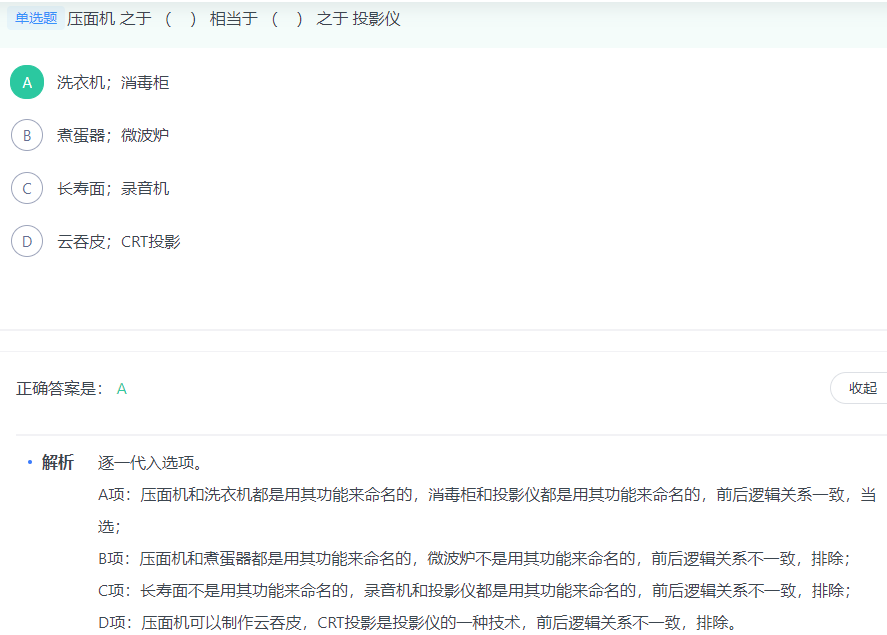 单选题 压面机 之于 （ ） 相当于 （ ） 之于 投影仪
A 洗衣机；消毒柜
B 煮蛋器；微波炉
C 长寿面；录音机
D 云吞皮；CRT投影
正确答案是： A
收起
解析 逐一代入选项。
A项：压面机和洗衣机都是用其功能来命名的，消毒柜和投影仪都是用其功能来命名的，前后逻辑关系一致，当
选；
B项：压面机和煮蛋器都是用其功能来命名的，微波炉不是用其功能来命名的，前后逻辑关系不一致，排除；
C项：长寿面不是用其功能来命名的，录音机和投影仪都是用其功能来命名的，前后逻辑关系不一致，排除；
D项：压面机可以制作云吞皮，CRT投影是投影仪的一种技术，前后逻辑关系不一致，排除。